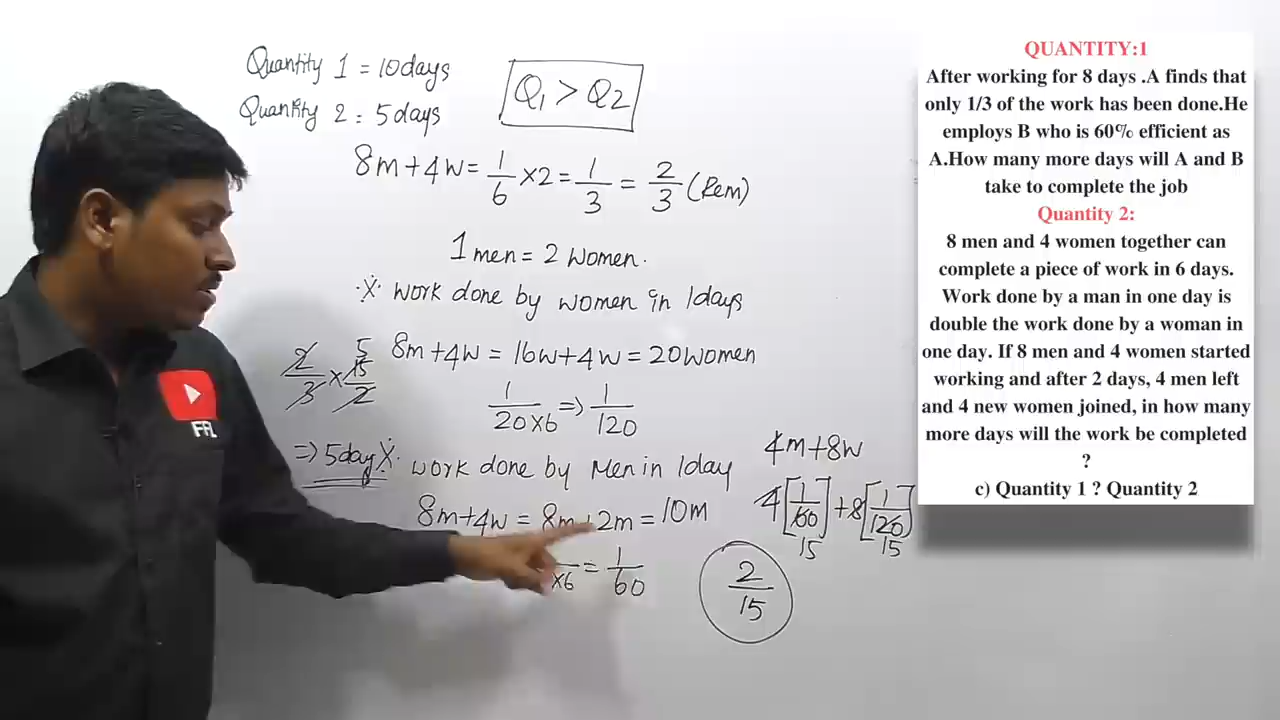 Quantity 1 = 10days
Quantity 2 = 5days
Q1 > Q2
8m+4w = 1/6 ×2 = 1/3 = 2/3 (Rem)
1 men = 2 women.
·X· work done by women in 1days
8m+4w = 16w+4w = 20women
2/3 × 15/2 5
1/20×6 => 1/120
=> 5day
·X· work done by Men in 1day
8m+4w = 8m+2m = 10m
×6 = 1/60
4m+8w
4[1/60]+8[1/120]
15 15
2/15
FFL
QUANTITY:1
After working for 8 days .A finds that
only 1/3 of the work has been done.He
employs B who is 60% efficient as
A.How many more days will A and B
take to complete the job
Quantity 2:
8 men and 4 women together can
complete a piece of work in 6 days.
Work done by a man in one day is
double the work done by a woman in
one day. If 8 men and 4 women started
working and after 2 days, 4 men left
and 4 new women joined, in how many
more days will the work be completed
?
c) Quantity 1 ? Quantity 2